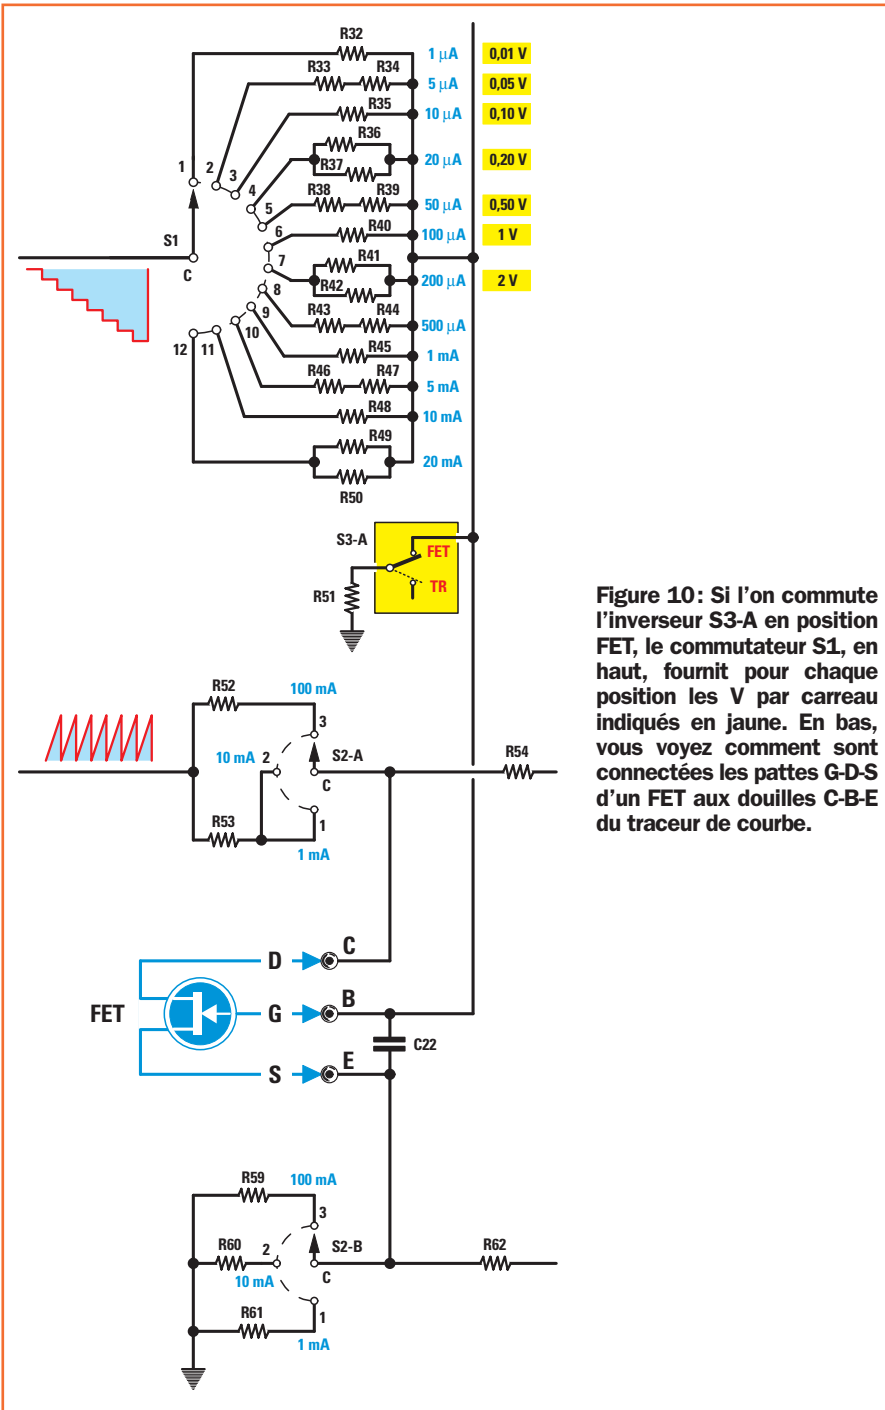 R32
1 µA 0,01 V
R33 R34
5 µA 0,05 V
R35
10 µA 0,10 V
R36
R37
20 µA 0,20 V
R38 R39
50 µA 0,50 V
R40
100 µA 1 V
R41
R42
200 µA 2 V
R43 R44
500 µA
R45
1 mA
R46 R47
5 mA
R48
10 mA
R49
20 mA
R50
1
2
3
4
5
6
7
8
9
10
11
12
S1
C
S3-A
FET
TR
R51
R52
100 mA
3
10 mA 2
S2-A
C
R53
1
1 mA
R54
D C
FET
G B
C22
S E
R59
100 mA
3
R60 2
S2-B
C
10 mA
R61
1
1 mA
R62
Figure 10: Si l'on commute
l'inverseur S3-A en position
FET, le commutateur S1, en
haut, fournit pour chaque
position les V par carreau
indiqués en jaune. En bas,
vous voyez comment sont
connectées les pattes G-D-S
d'un FET aux douilles C-B-E
du traceur de courbe.